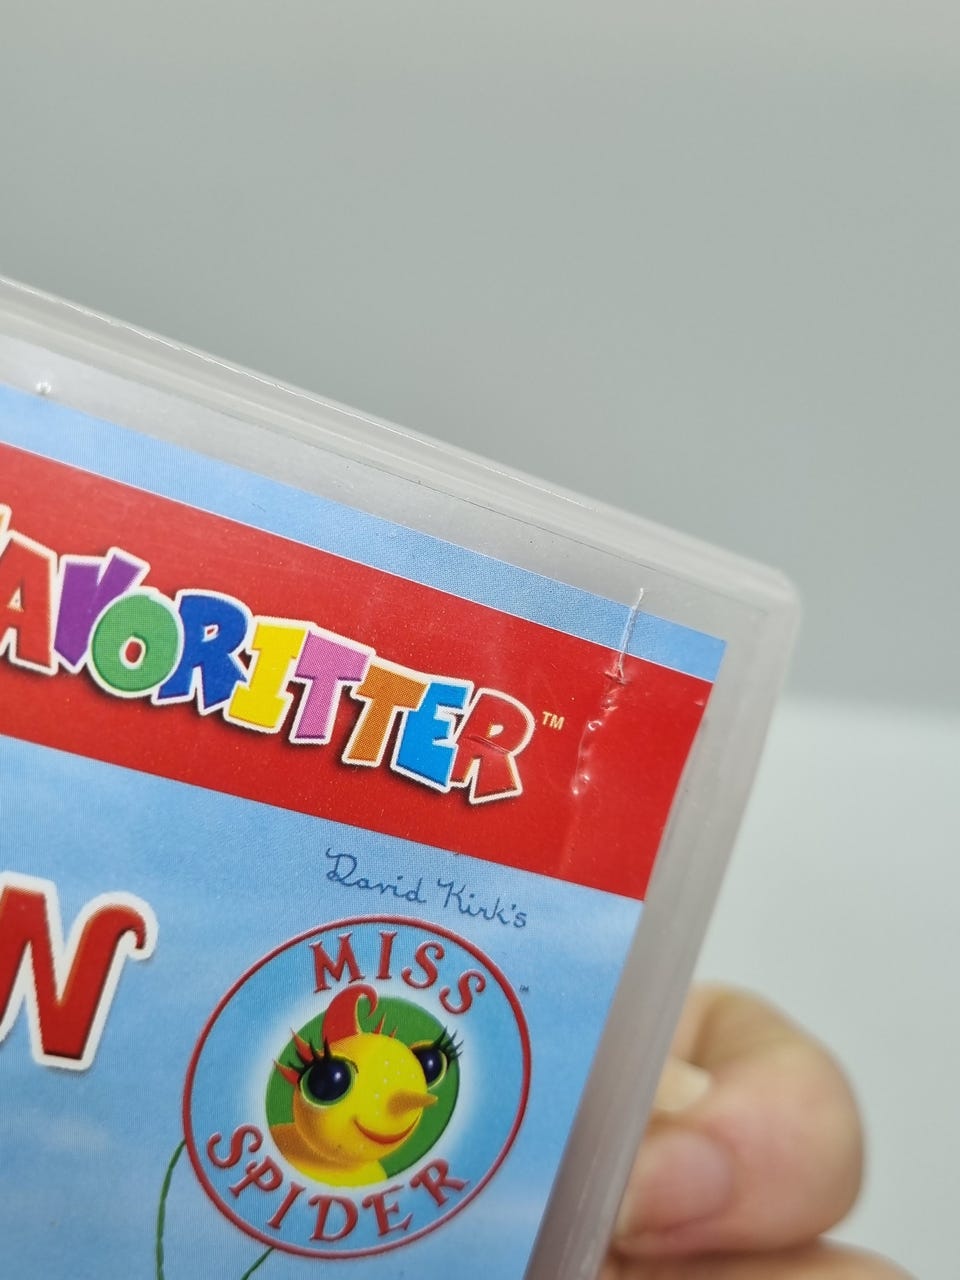 AVORITTER™
David Kirk's
N
MISS
SPIDER